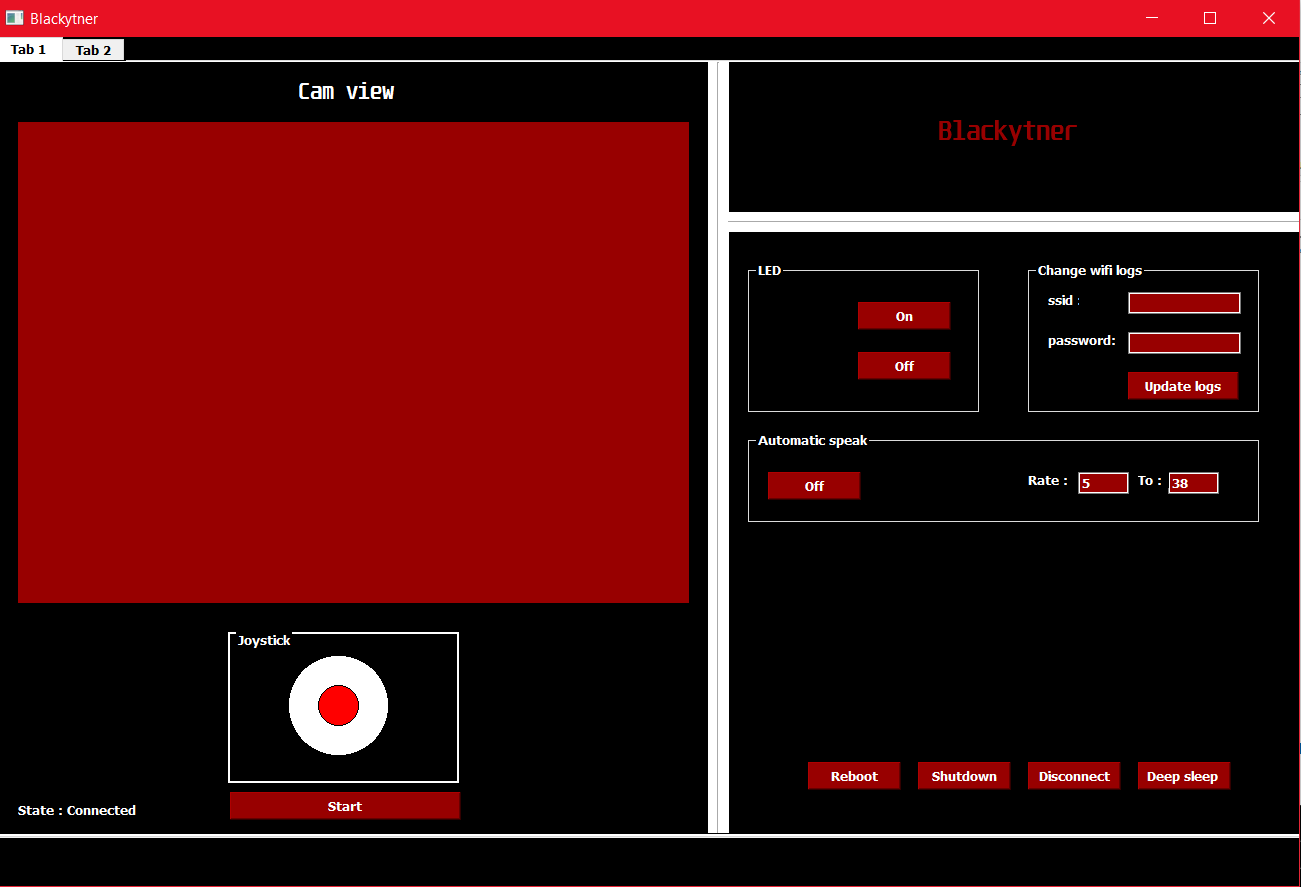 Blackytner
Tab 1
Tab 2
Cam view
Joystick
Start
State : Connected
Blackytner
LED
On
Off
Change wifi logs
ssid :
password:
Update logs
Automatic speak
Off
Rate : 5 To : 38
Reboot
Shutdown
Disconnect
Deep sleep